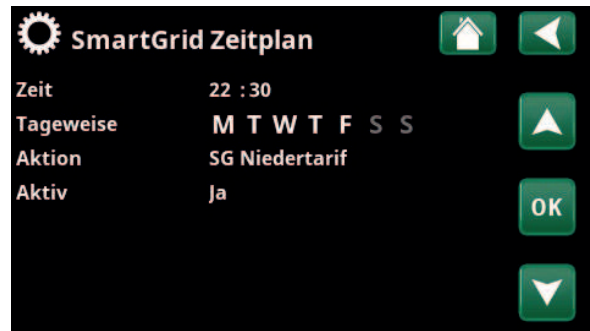 SmartGrid Zeitplan
Zeit 22 :30
Tageweise M T W T F S S
Aktion SG Niedertarif
Aktiv Ja
OK